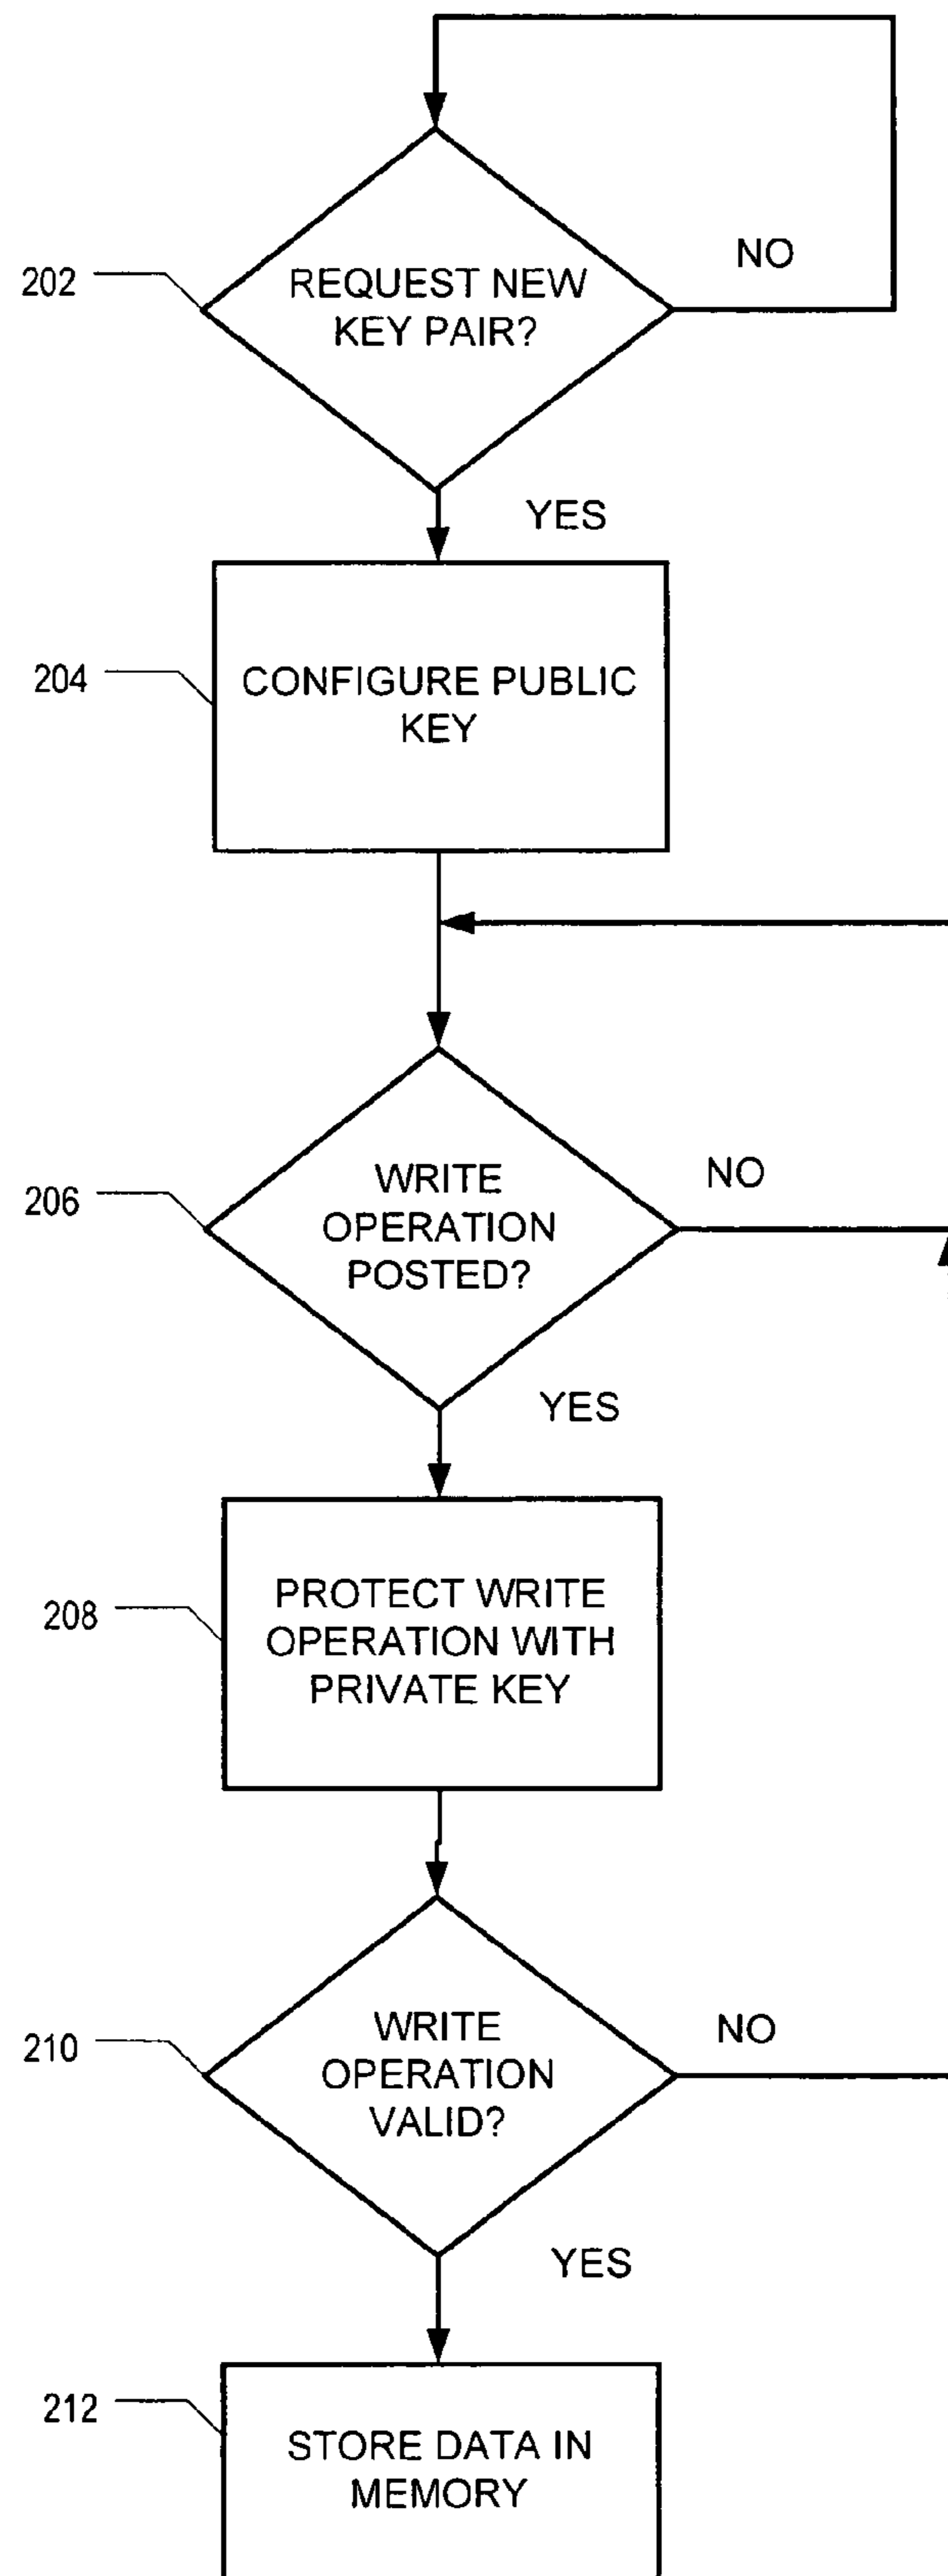 202
REQUEST NEW
KEY PAIR?
NO
YES
204
CONFIGURE PUBLIC
KEY
206
WRITE
OPERATION
POSTED?
NO
YES
208
PROTECT WRITE
OPERATION WITH
PRIVATE KEY
210
WRITE
OPERATION
VALID?
NO
YES
212
STORE DATA IN
MEMORY